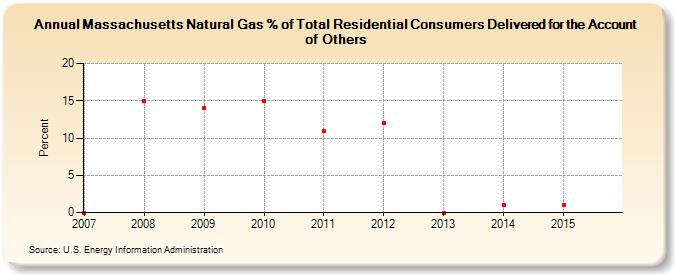 Annual Massachusetts Natural Gas % of Total Residential Consumers Delivered for the Account
of Others
Percent
20
15
10
5
0
2007 2008 2009 2010 2011 2012 2013 2014 2015
Source: U.S. Energy Information Administration